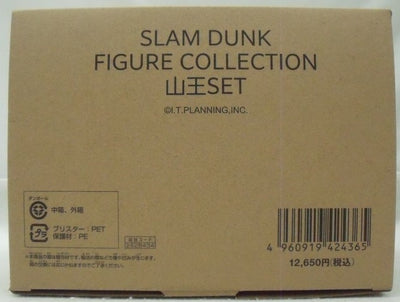 SLAM DUNK
FIGURE COLLECTION
山王SET
©I.T.PLANNING,INC.
ダンボール
中箱、外箱
プラ
ブリスター：PET
保護材：PE
4 960919 424365
12,650円(税込)